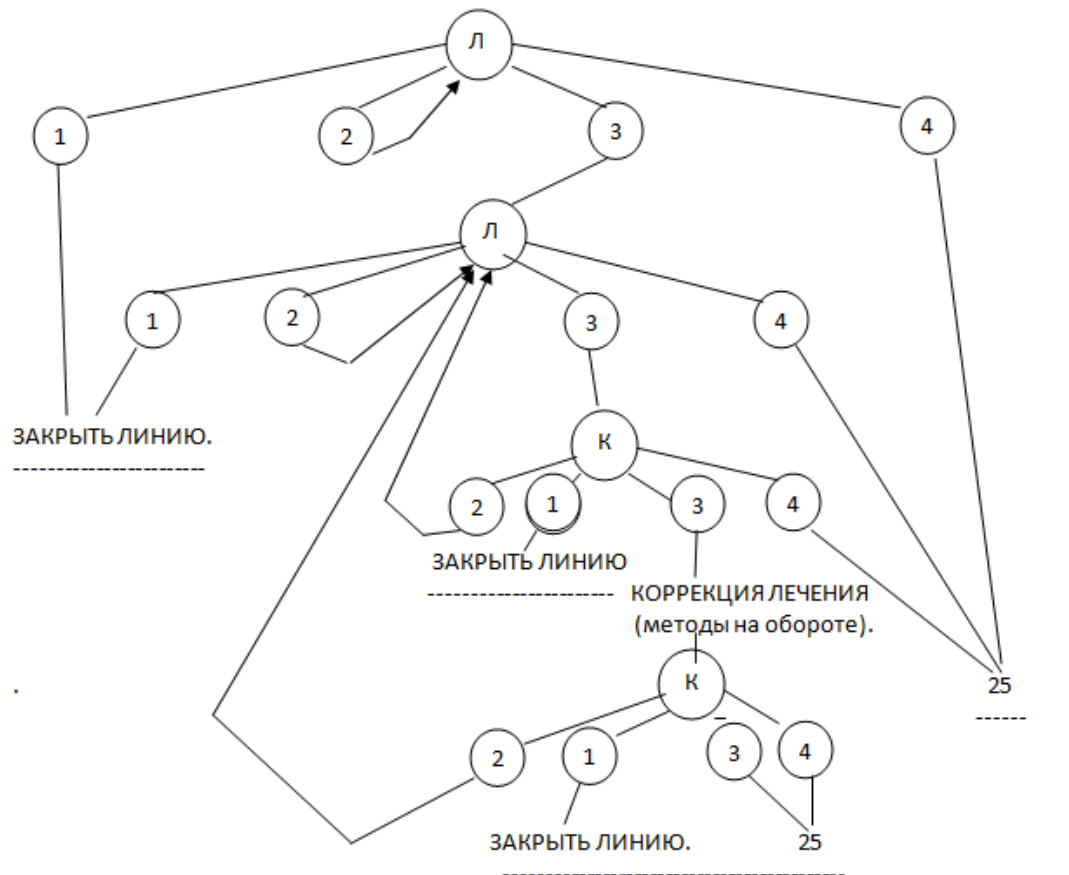 Л
1 2 3 4
Л
1 2 3 4
ЗАКРЫТЬ ЛИНИЮ.
-------------------------
К
2 1 3 4
ЗАКРЫТЬ ЛИНИЮ
------------------------
КОРРЕКЦИЯ ЛЕЧЕНИЯ
(методы на обороте).
К
.
25
------
2 1 3 4
ЗАКРЫТЬ ЛИНИЮ. 25
---------------------------------------------